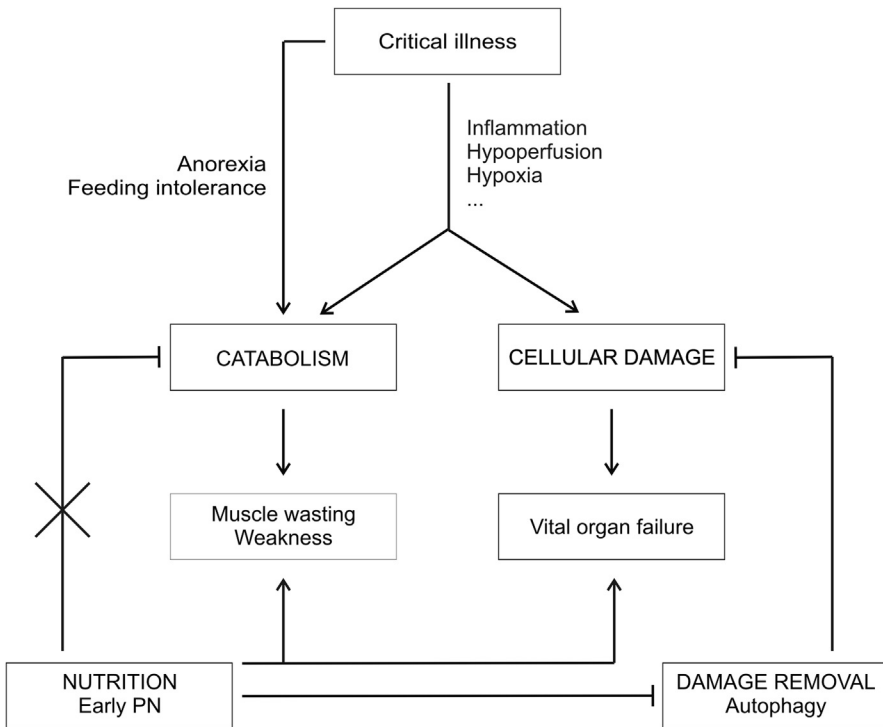 Critical illness
Anorexia
Feeding intolerance
Inflammation
Hypoperfusion
Hypoxia
...
CATABOLISM
CELLULAR DAMAGE
Muscle wasting
Weakness
Vital organ failure
NUTRITION
Early PN
DAMAGE REMOVAL
Autophagy